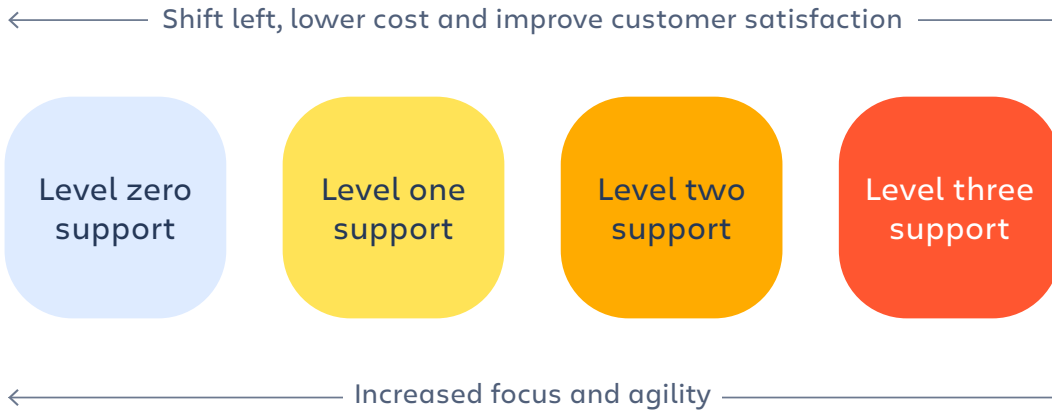 Shift left, lower cost and improve customer satisfaction
Level zero
support
Level one
support
Level two
support
Level three
support
Increased focus and agility